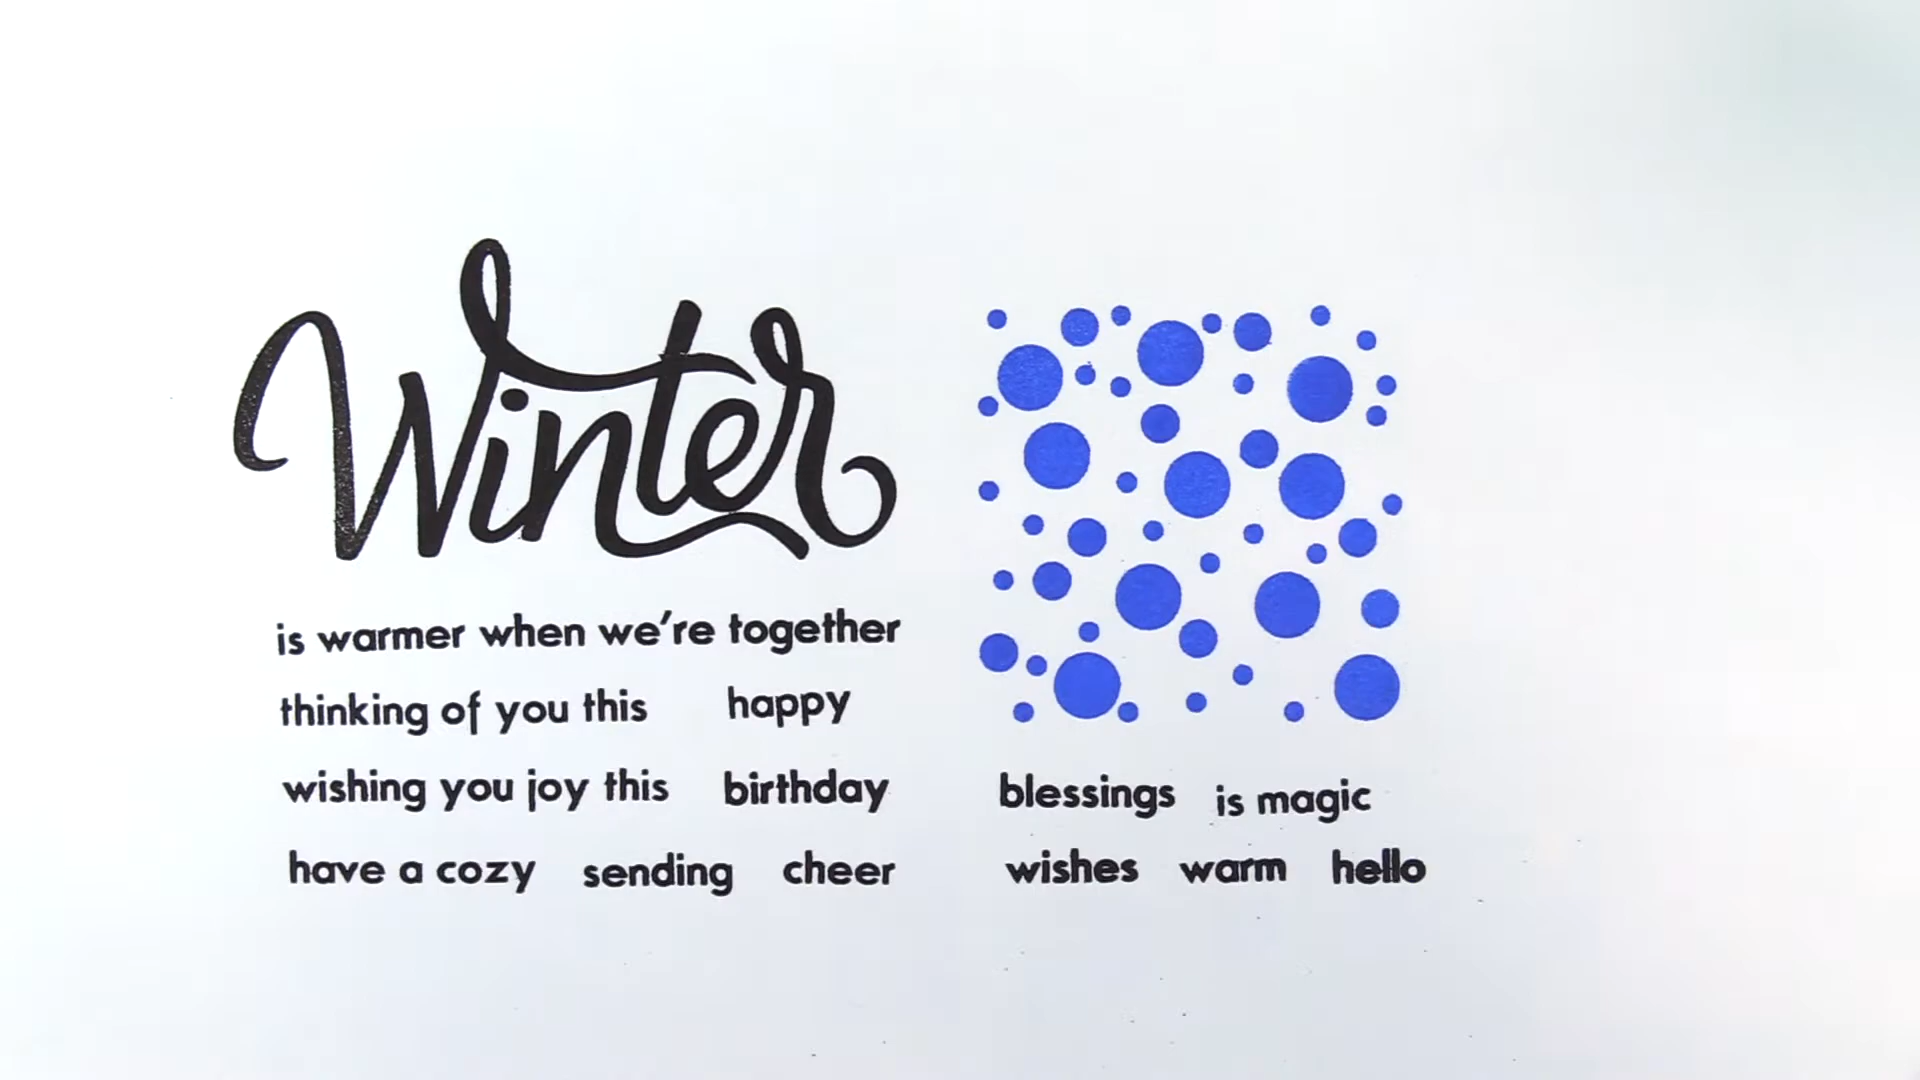 Winter
is warmer when we're together
thinking of you this happy
wishing you joy this birthday
have a cozy sending cheer
blessings is magic
wishes warm hello